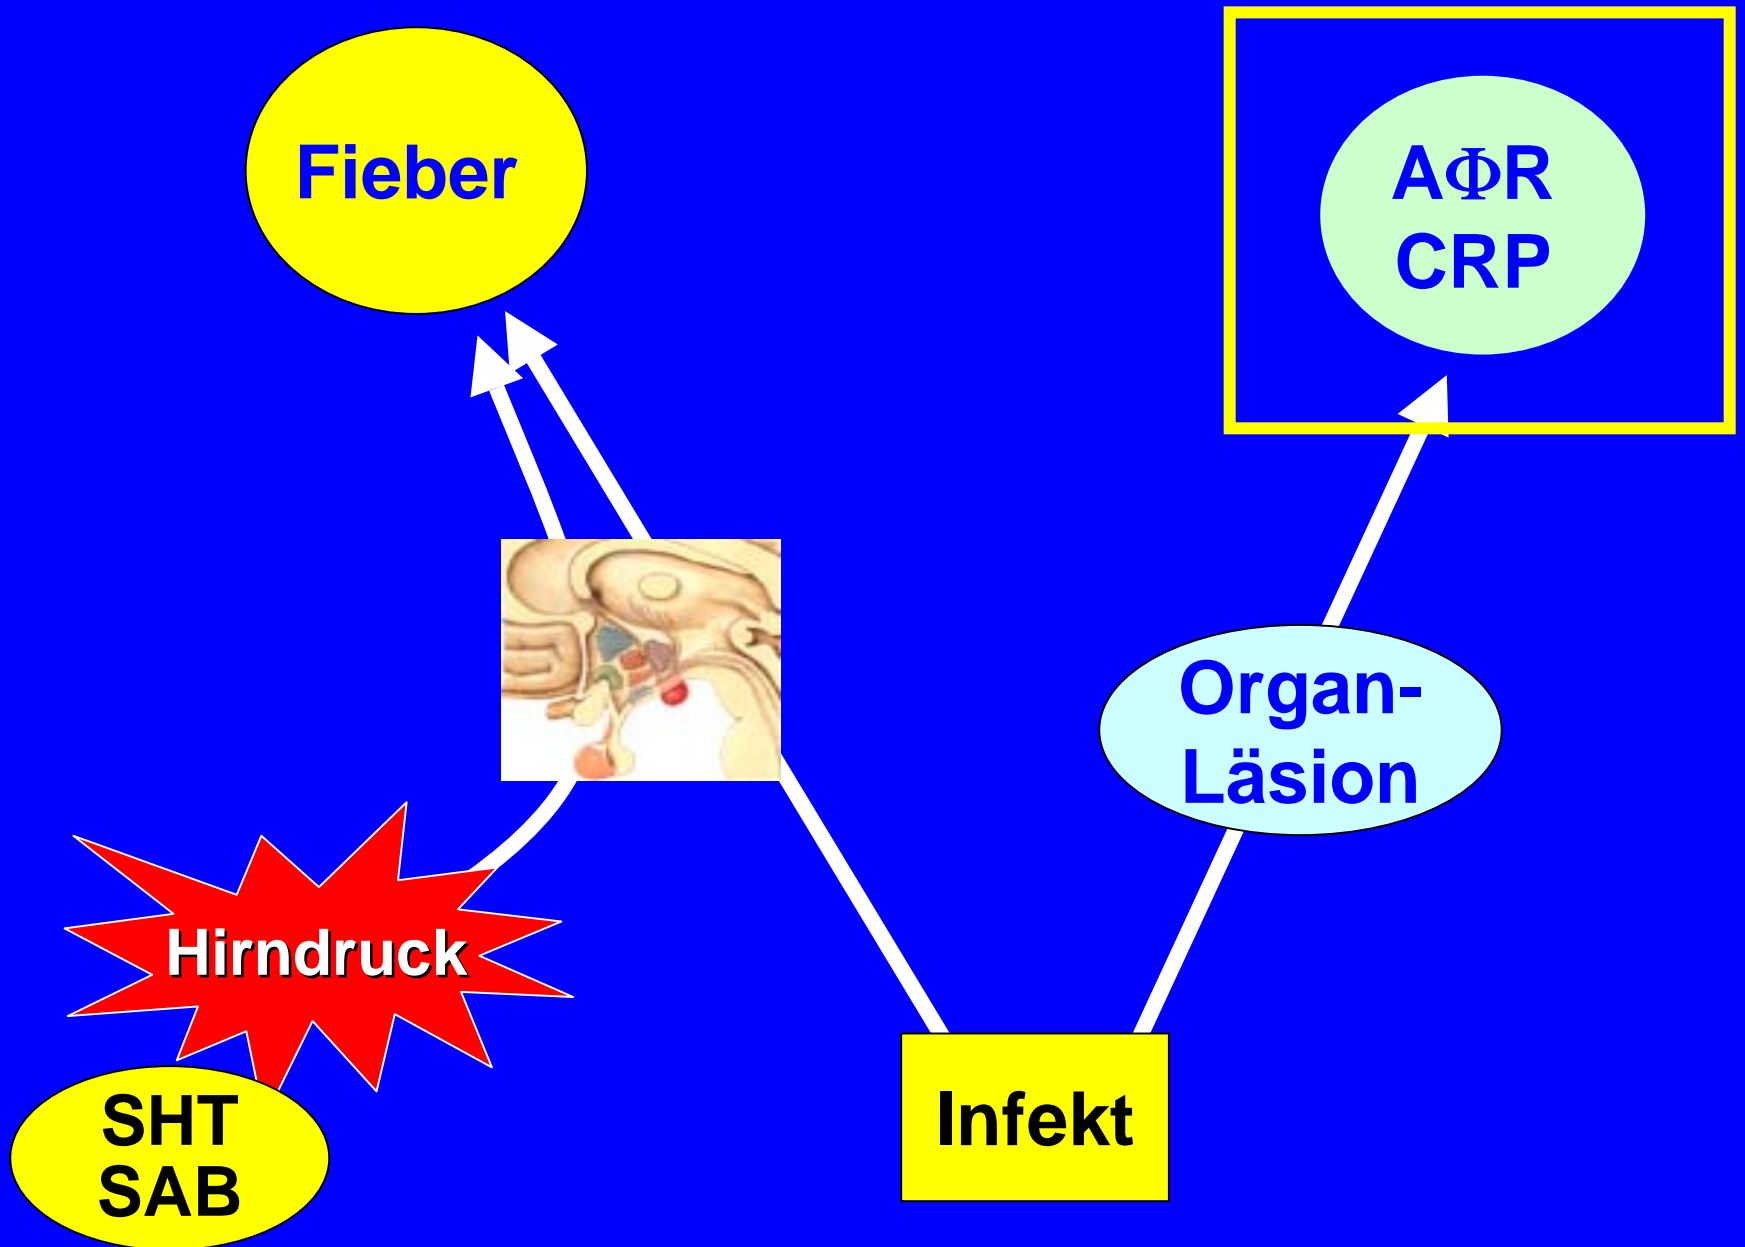 Fieber
AΦR
CRP
Organ-
Läsion
Hirndruck
SHT
SAB
Infekt